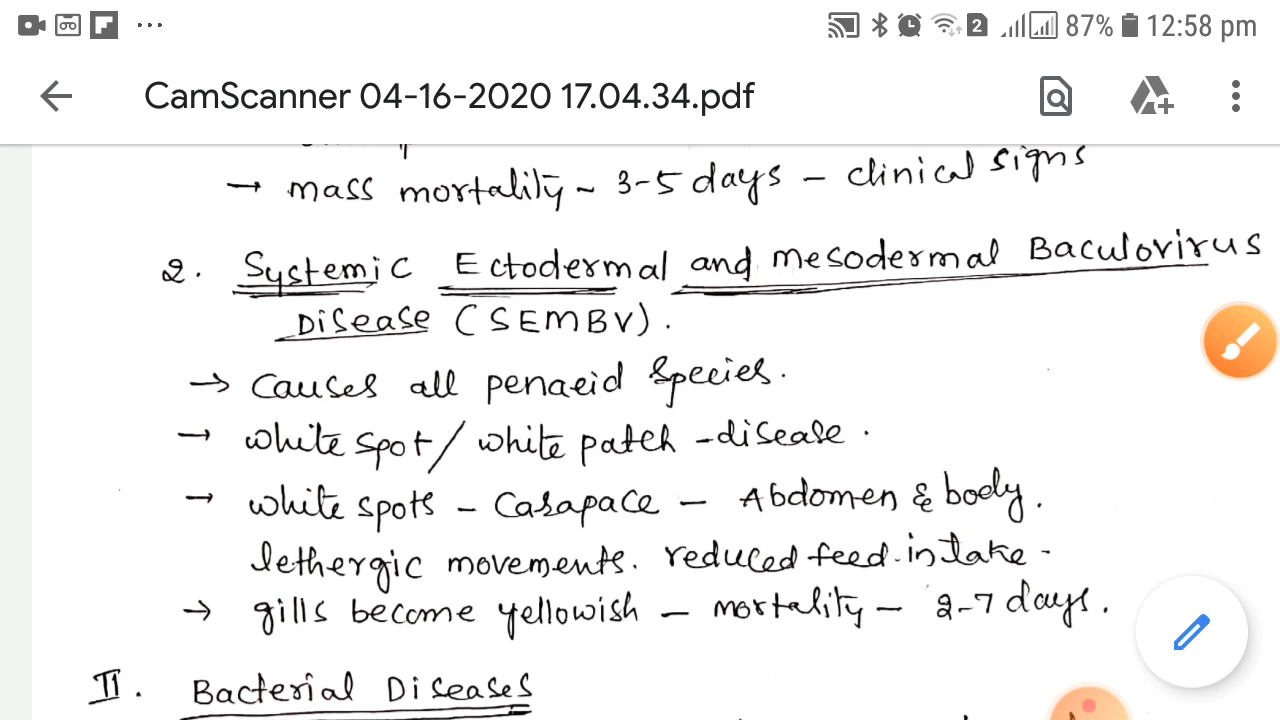 2 87% 12:58 pm
CamScanner 04-16-2020 17.04.34.pdf
→ mass mortality - 3-5 days - clinical signs
2. Systemic Ectodermal and mesodermal Baculovirus
Disease (SEMBV).
→ causes all penaeid species.
→ white spot/white patch - disease.
→ white spots - Carapace - Abdomen & body.
lethergic movements. reduced feed.intake -
→ gills become yellowish - mortality - 2-7 days.
II. Bacterial Diseases